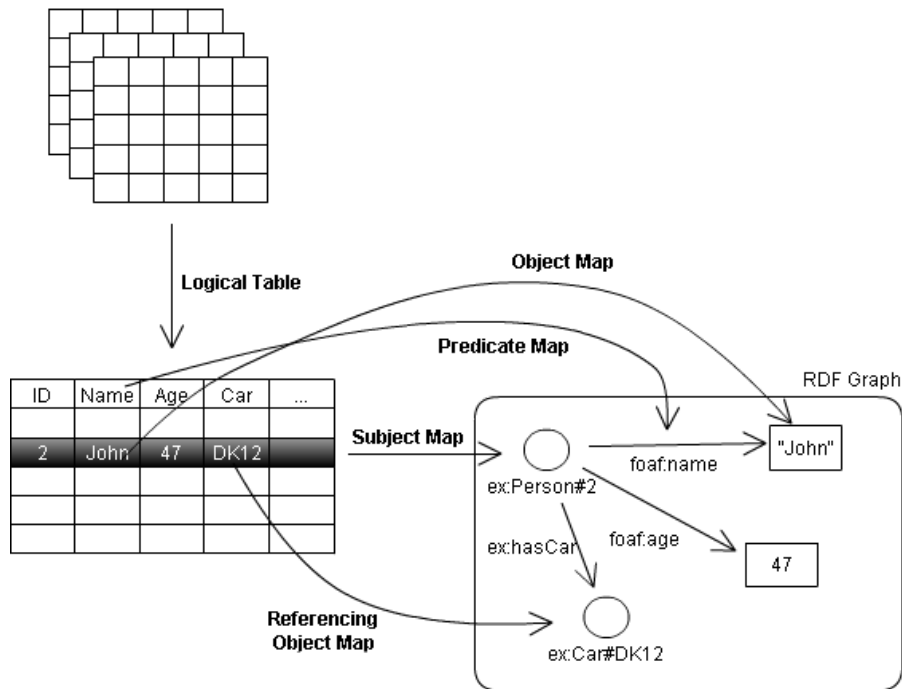 Logical Table
Object Map
Predicate Map
RDF Graph
ID Name Age Car ...
2 John 47 DK12
Subject Map
foaf:name
"John"
ex:Person#2
ex:hasCar
foaf:age
47
Referencing
Object Map
ex:Car#DK12